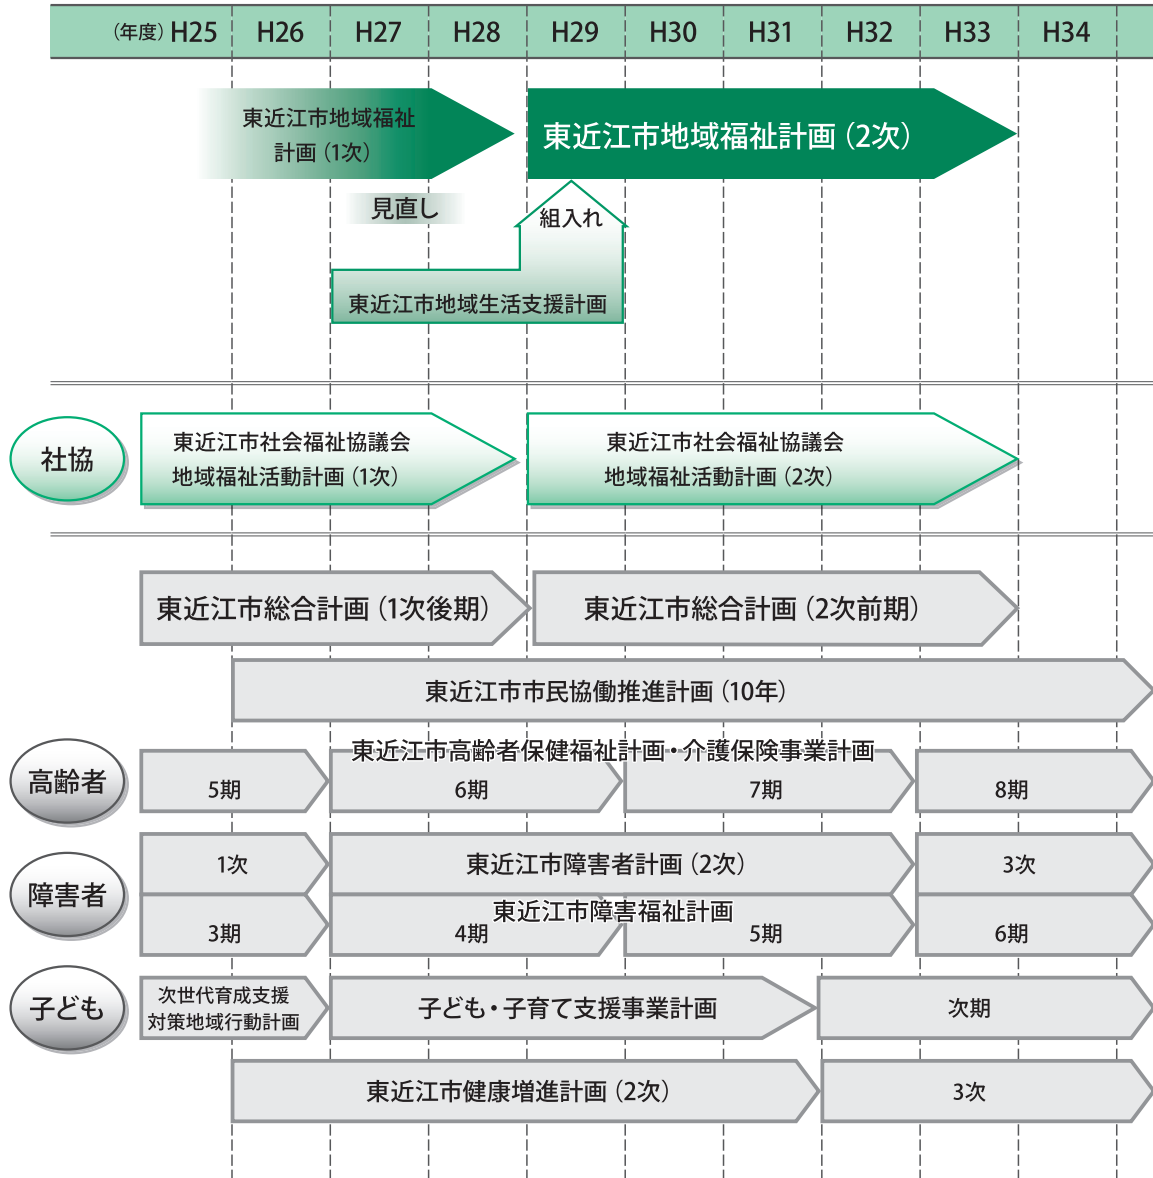 （年度） H25 H26 H27 H28 H29 H30 H31 H32 H33 H34
東近江市地域福祉
計画（1次）
東近江市地域福祉計画（2次）
見直し
組入れ
東近江市地域生活支援計画
社協
東近江市社会福祉協議会
地域福祉活動計画（1次）
東近江市社会福祉協議会
地域福祉活動計画（2次）
東近江市総合計画（1次後期）
東近江市総合計画（2次前期）
東近江市市民協働推進計画（10年）
高齢者
東近江市高齢者保健福祉計画・介護保険事業計画
5期
6期
7期
8期
障害者
1次
東近江市障害者計画（2次）
3次
東近江市障害福祉計画
3期
4期
5期
6期
子ども
次世代育成支援
対策地域行動計画
子ども・子育て支援事業計画
次期
東近江市健康増進計画（2次）
3次